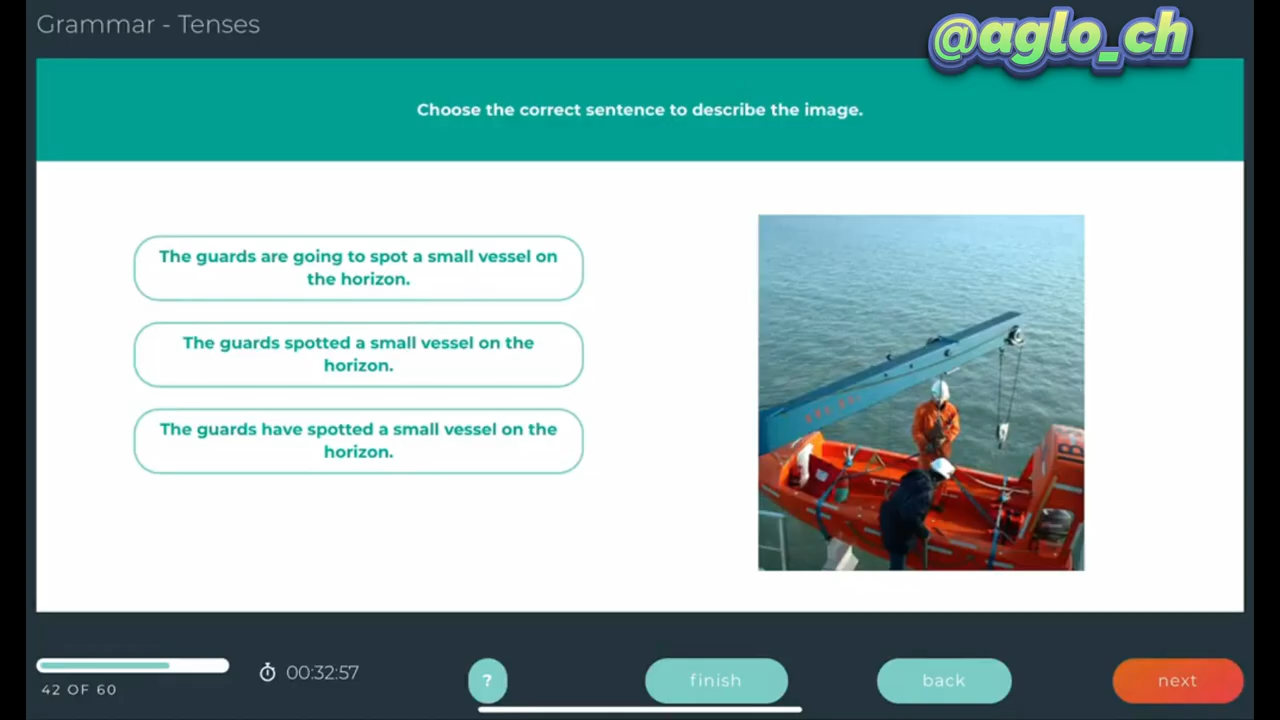 Grammar - Tenses
@aglo_ch
Choose the correct sentence to describe the image.
The guards are going to spot a small vessel on
the horizon.
The guards spotted a small vessel on the
horizon.
The guards have spotted a small vessel on the
horizon.
42 OF 60
00:32:57
?
finish
back
next